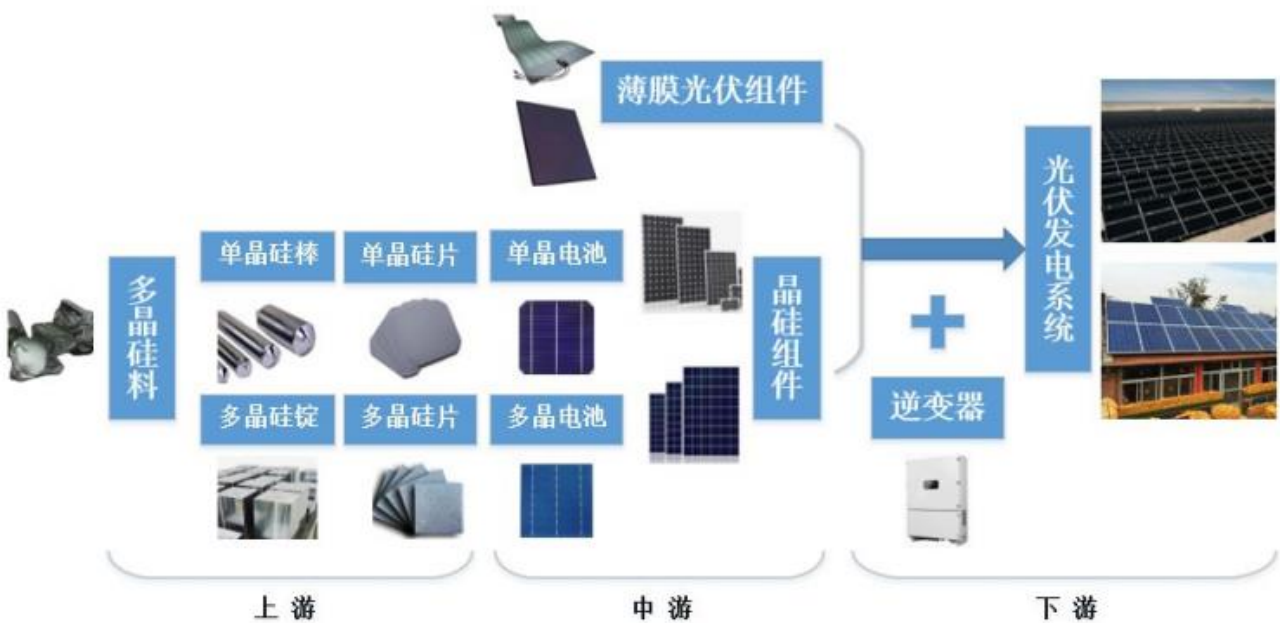 薄膜光伏组件
多晶硅料
单晶硅棒
单晶硅片
单晶电池
多晶硅锭
多晶硅片
多晶电池
晶硅组件
逆变器
光伏发电系统
上游
中游
下游